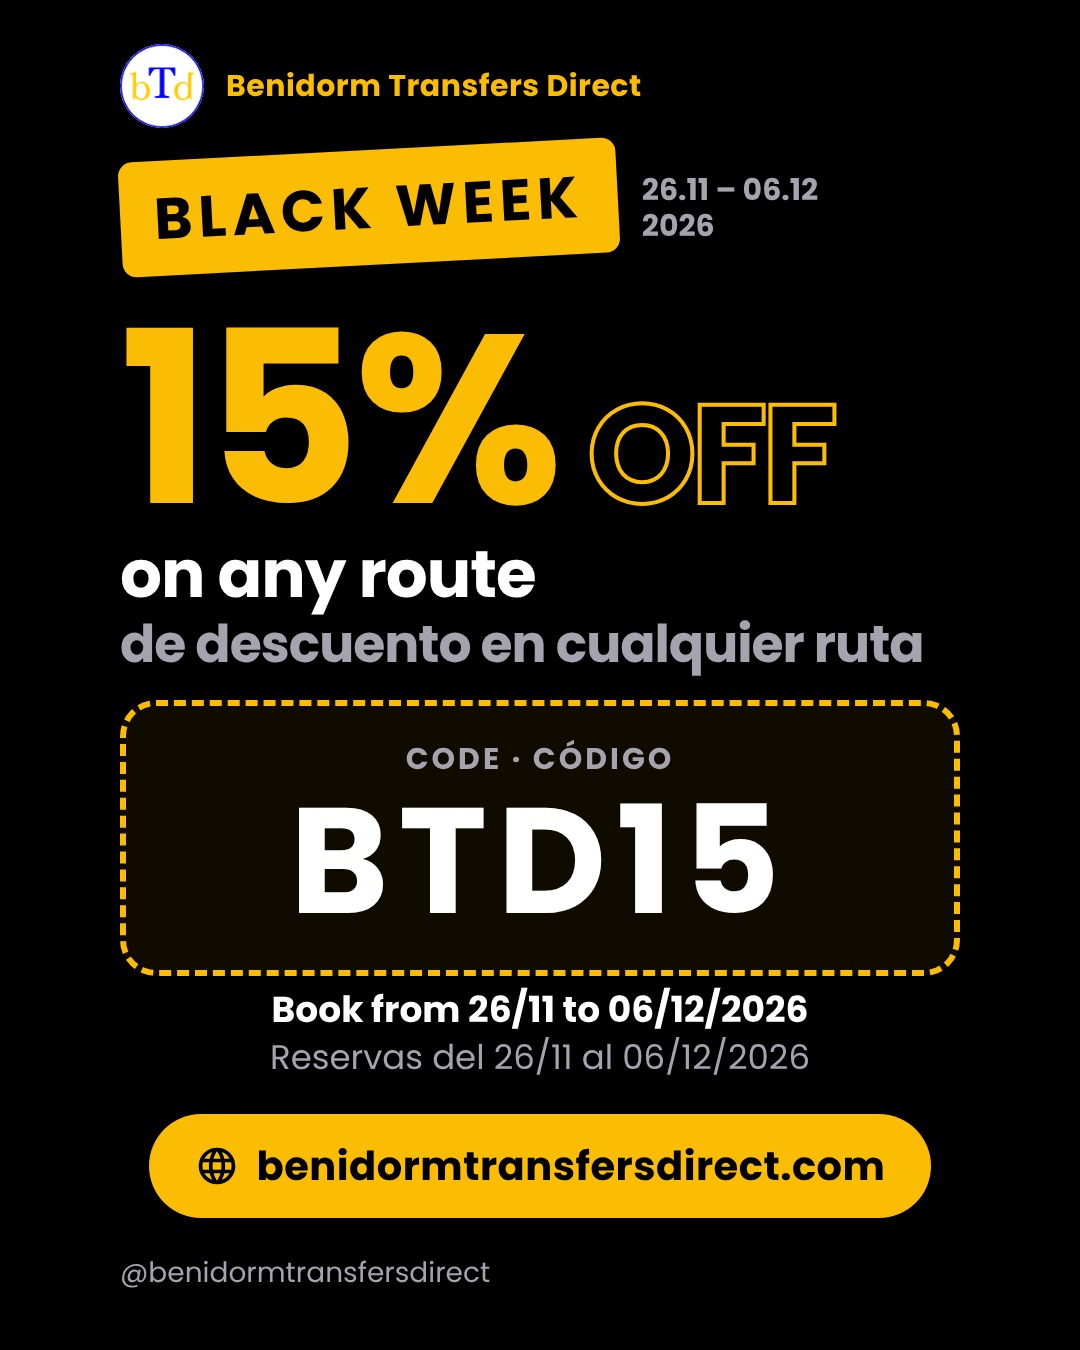 bTd
Benidorm Transfers Direct
BLACK WEEK
26.11 – 06.12
2026
15% OFF
on any route
de descuento en cualquier ruta
CODE · CÓDIGO
BTD15
Book from 26/11 to 06/12/2026
Reservas del 26/11 al 06/12/2026
benidormtransfersdirect.com
@benidormtransfersdirect